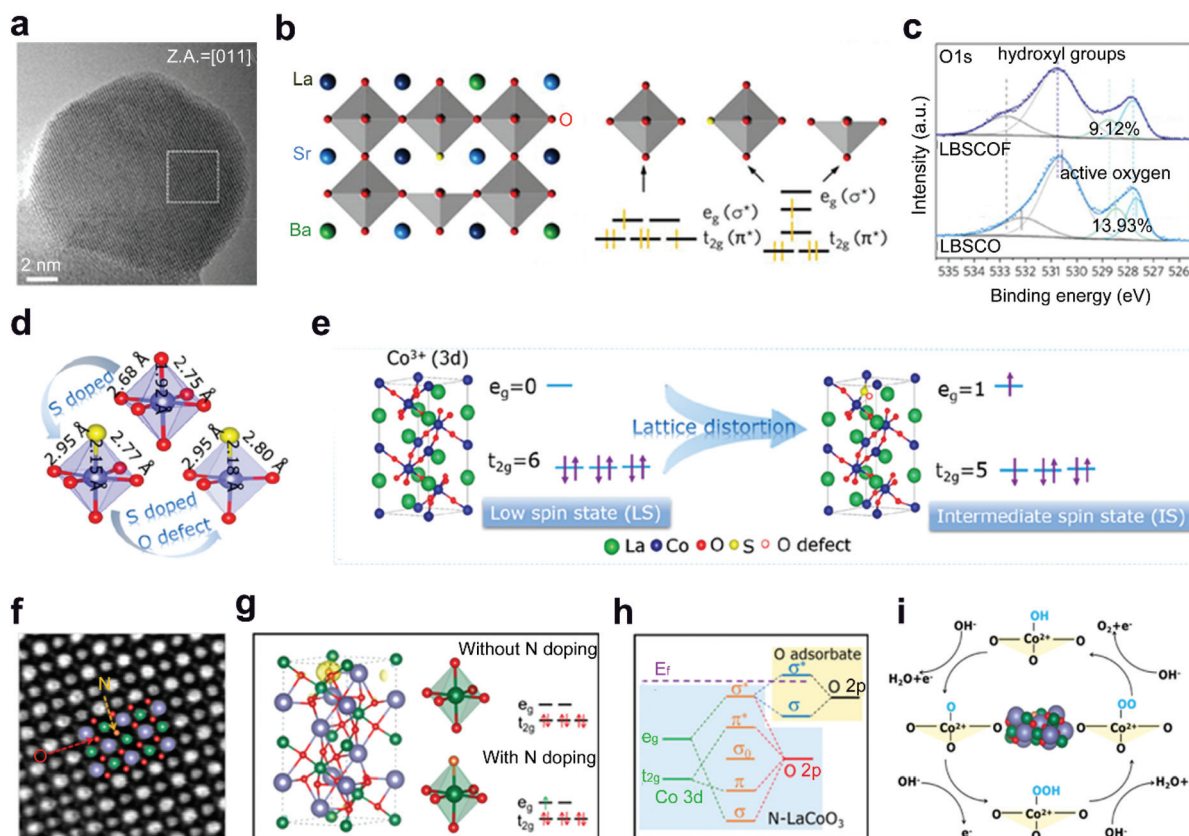 a
Z.A.=[011]
2 nm
b
La
Sr
Ba
O
eg (σ*)
t2g (π*)
eg (σ*)
t2g (π*)
c
O1s
hydroxyl groups
9.12%
LBSCOF
active oxygen
13.93%
LBSCO
Intensity (a.u.)
535 534 533 532 531 530 529 528 527 526
Binding energy (eV)
d
S doped
2.68 Å
1.92 Å
2.75 Å
2.95 Å
2.15 Å
2.77 Å
2.95 Å
2.18 Å
2.80 Å
S doped
O defect
e
Co3+ (3d)
eg=0
t2g=6
Low spin state (LS)
Lattice distortion
eg=1
t2g=5
Intermediate spin state (IS)
La Co O S O defect
f
N
O
g
Without N doping
eg
t2g
With N doping
eg
t2g
h
Ef
O adsorbate
σ*
σ
O 2p
σ*
π*
σ0
π
σ
eg
t2g
Co 3d
O 2p
N-LaCoO3
i
OH
O Co2+ O
O
OH-
H2O+e-
O2+e-
OH-
O
Co2+ O
O
OO
O Co2+
O
OH-
e-
OOH
O Co2+ O
O
H2O+
OH-